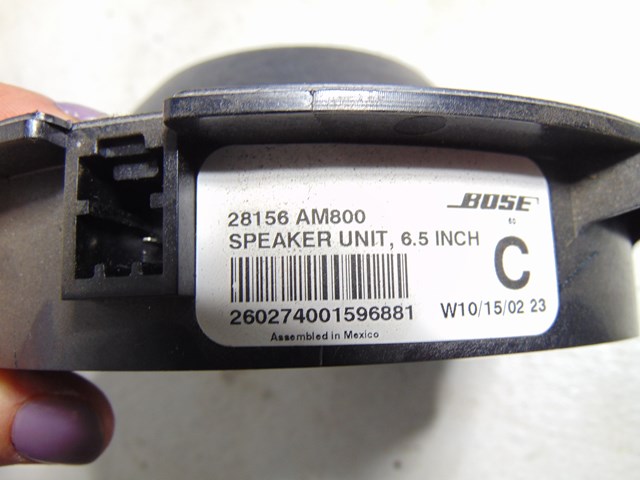 BOSE
28156 AM800
SPEAKER UNIT, 6.5 INCH
C
260274001596881
W10/15/02 23
Assembled in Mexico